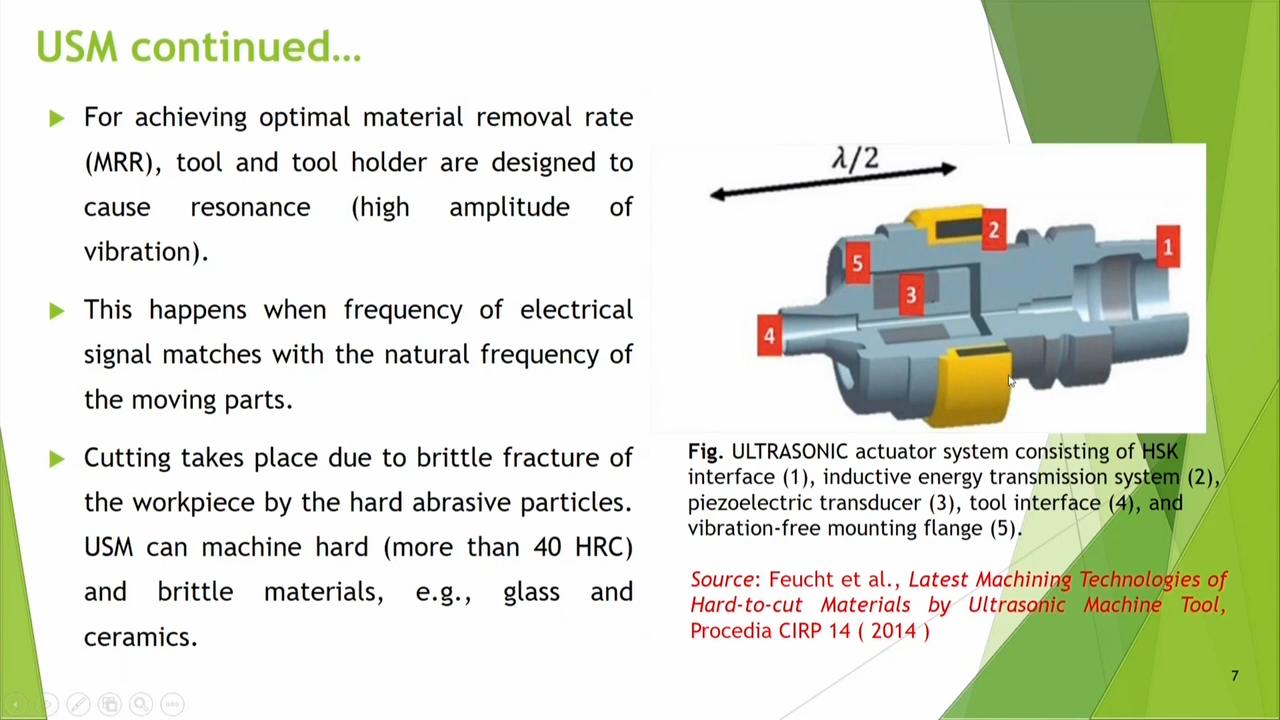 USM continued…
For achieving optimal material removal rate
(MRR), tool and tool holder are designed to
cause resonance (high amplitude of
vibration).
This happens when frequency of electrical
signal matches with the natural frequency of
the moving parts.
Cutting takes place due to brittle fracture of
the workpiece by the hard abrasive particles.
USM can machine hard (more than 40 HRC)
and brittle materials, e.g., glass and
ceramics.
λ/2
2
1
5
3
4
Fig. ULTRASONIC actuator system consisting of HSK
interface (1), inductive energy transmission system (2),
piezoelectric transducer (3), tool interface (4), and
vibration-free mounting flange (5).
Source: Feucht et al., Latest Machining Technologies of
Hard-to-cut Materials by Ultrasonic Machine Tool,
Procedia CIRP 14 ( 2014 )
7